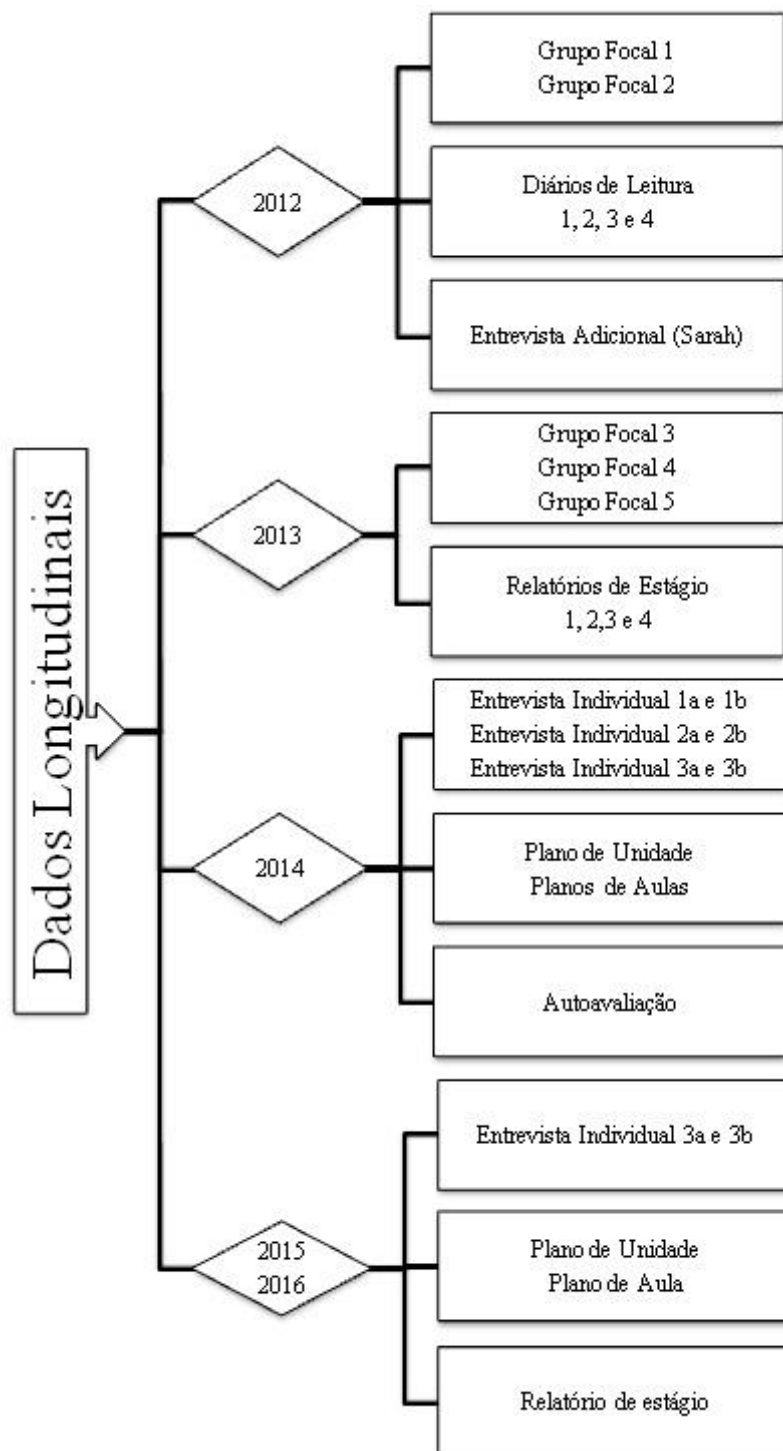 Dados Longitudinais
2012
Grupo Focal 1
Grupo Focal 2
Diários de Leitura
1, 2, 3 e 4
Entrevista Adicional (Sarah)
2013
Grupo Focal 3
Grupo Focal 4
Grupo Focal 5
Relatórios de Estágio
1, 2,3 e 4
2014
Entrevista Individual 1a e 1b
Entrevista Individual 2a e 2b
Entrevista Individual 3a e 3b
Plano de Unidade
Planos de Aulas
Autoavaliação
2015
2016
Entrevista Individual 3a e 3b
Plano de Unidade
Plano de Aula
Relatório de estágio